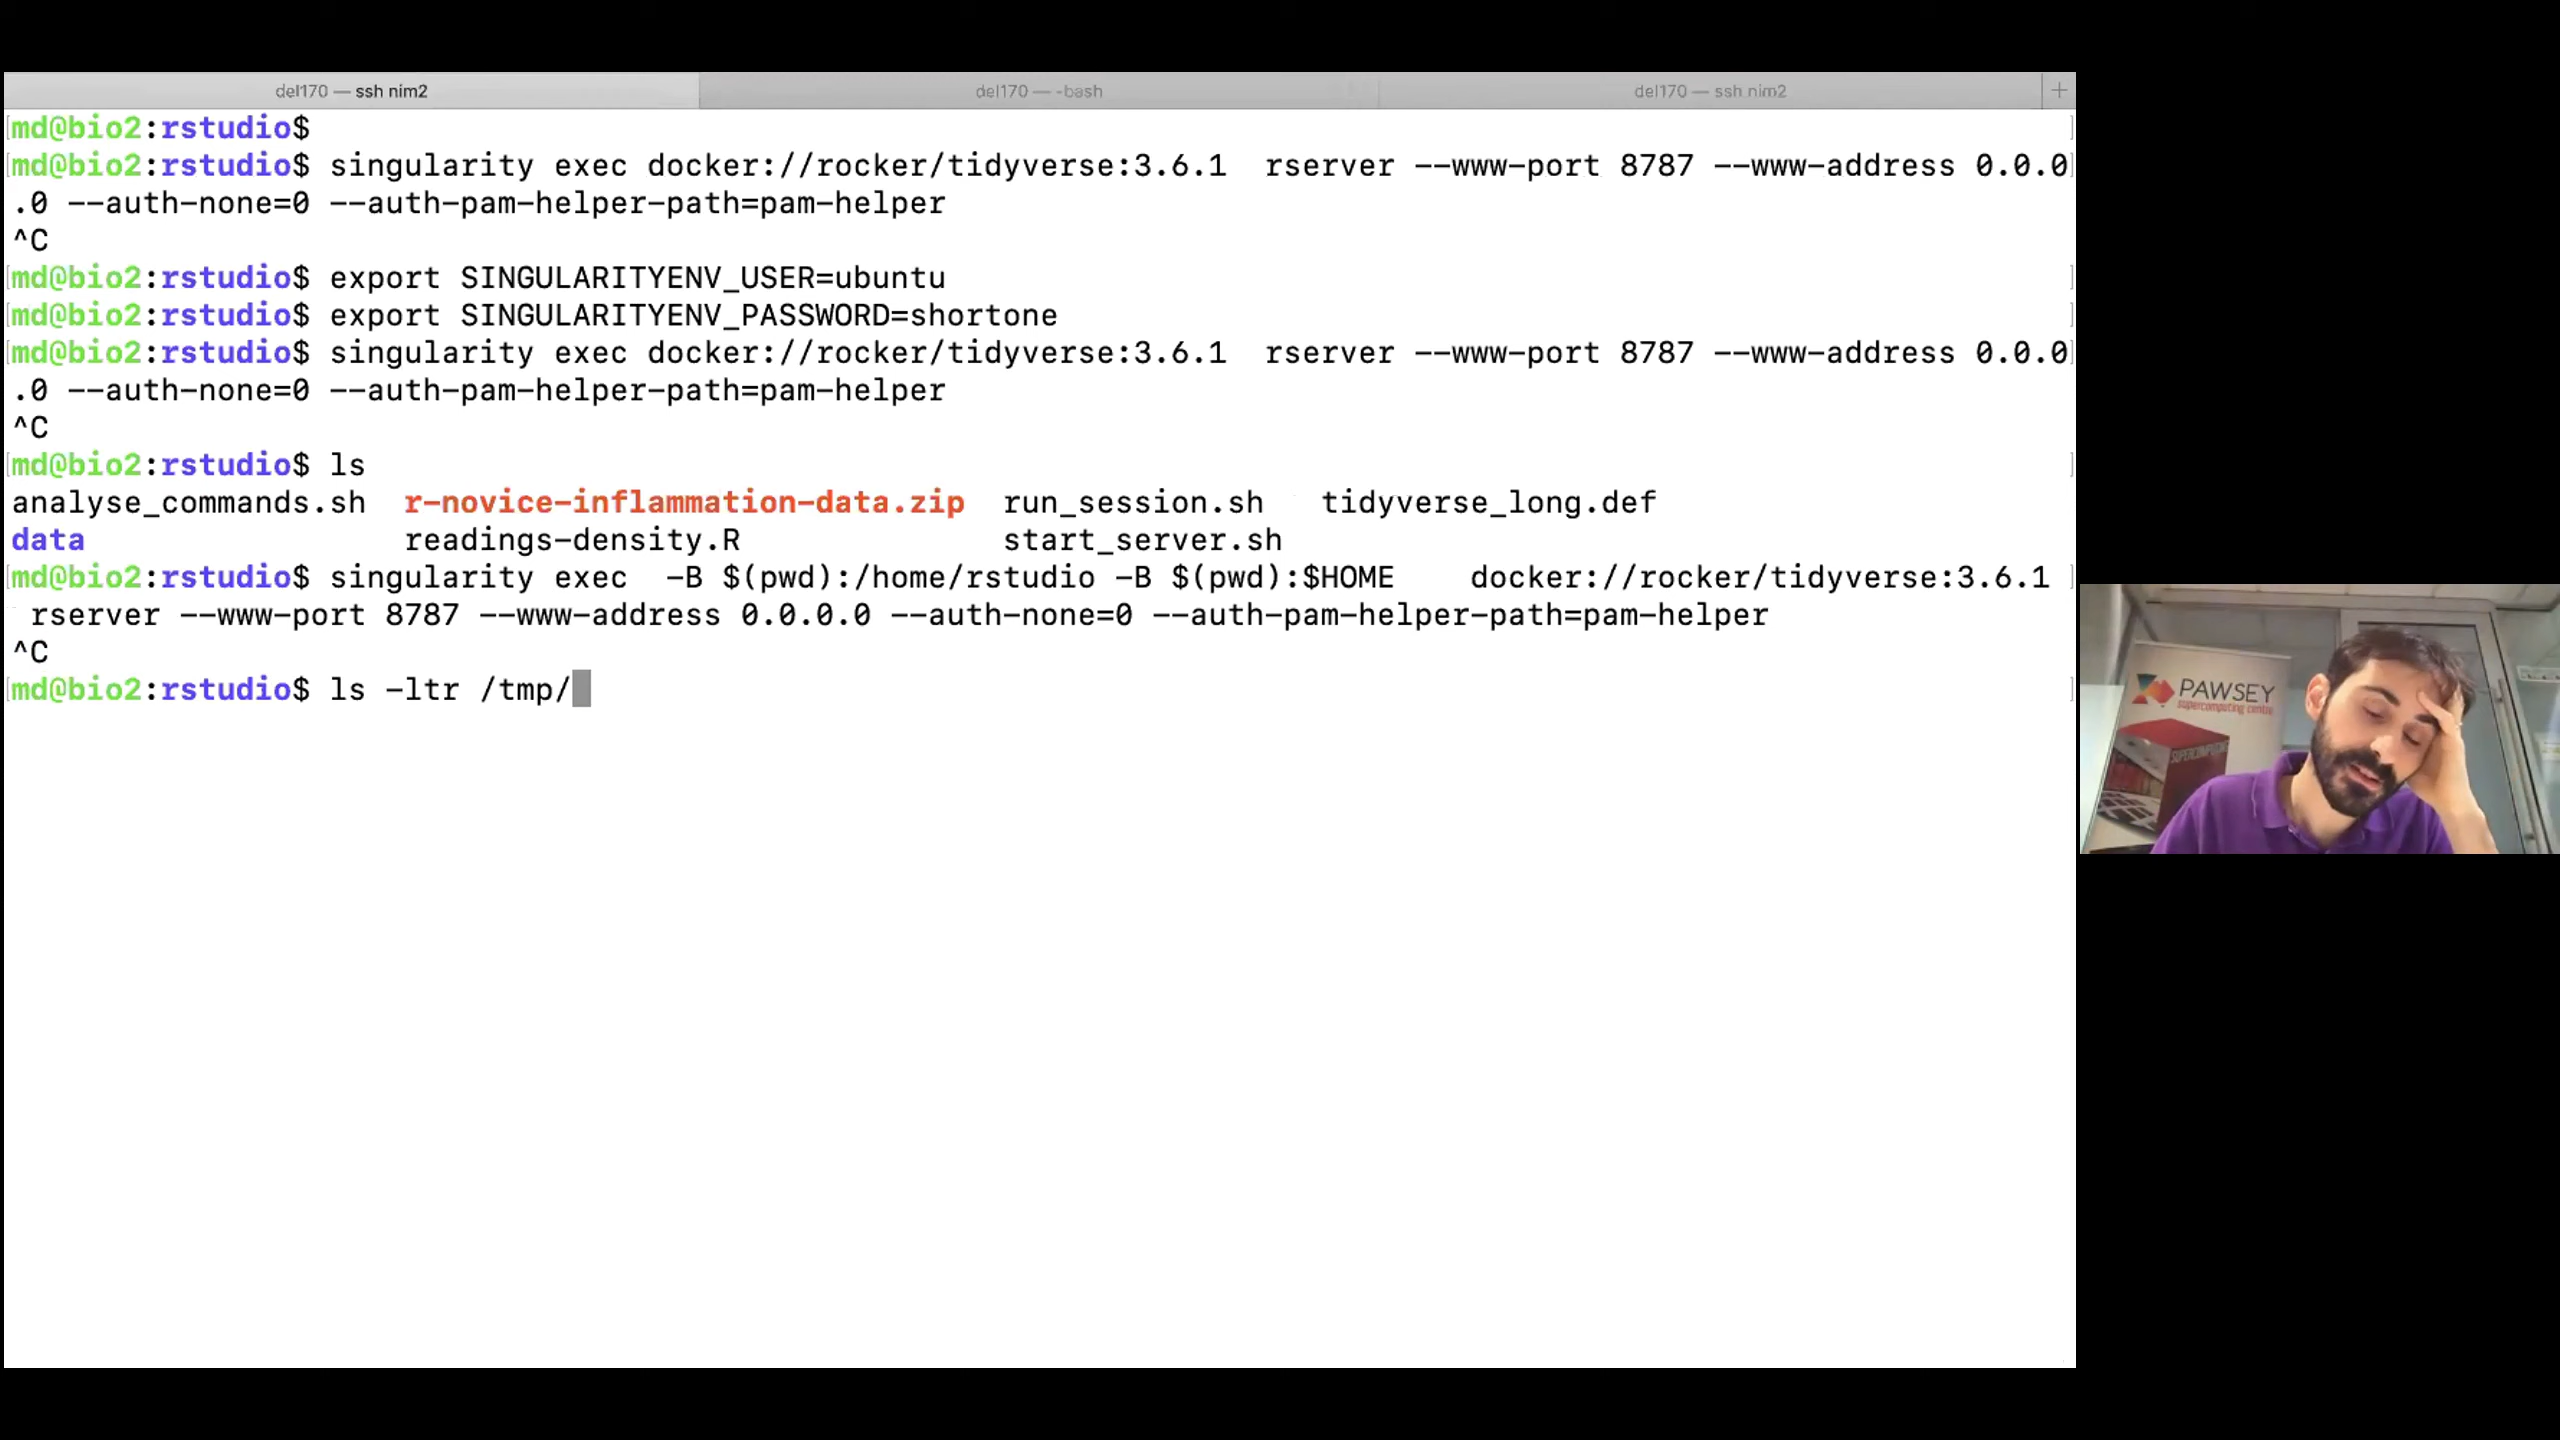 del170 — ssh nim2
del170 — -bash
del170 — ssh nim2
+
md@bio2:rstudio$
md@bio2:rstudio$ singularity exec docker://rocker/tidyverse:3.6.1  rserver --www-port 8787 --www-address 0.0.0
.0 --auth-none=0 --auth-pam-helper-path=pam-helper
^C
md@bio2:rstudio$ export SINGULARITYENV_USER=ubuntu
md@bio2:rstudio$ export SINGULARITYENV_PASSWORD=shortone
md@bio2:rstudio$ singularity exec docker://rocker/tidyverse:3.6.1  rserver --www-port 8787 --www-address 0.0.0
.0 --auth-none=0 --auth-pam-helper-path=pam-helper
^C
md@bio2:rstudio$ ls
analyse_commands.sh  r-novice-inflammation-data.zip  run_session.sh   tidyverse_long.def
data                 readings-density.R              start_server.sh
md@bio2:rstudio$ singularity exec  -B $(pwd):/home/rstudio -B $(pwd):$HOME    docker://rocker/tidyverse:3.6.1
 rserver --www-port 8787 --www-address 0.0.0.0 --auth-none=0 --auth-pam-helper-path=pam-helper
^C
md@bio2:rstudio$ ls -ltr /tmp/
PAWSEY
supercomputing centre